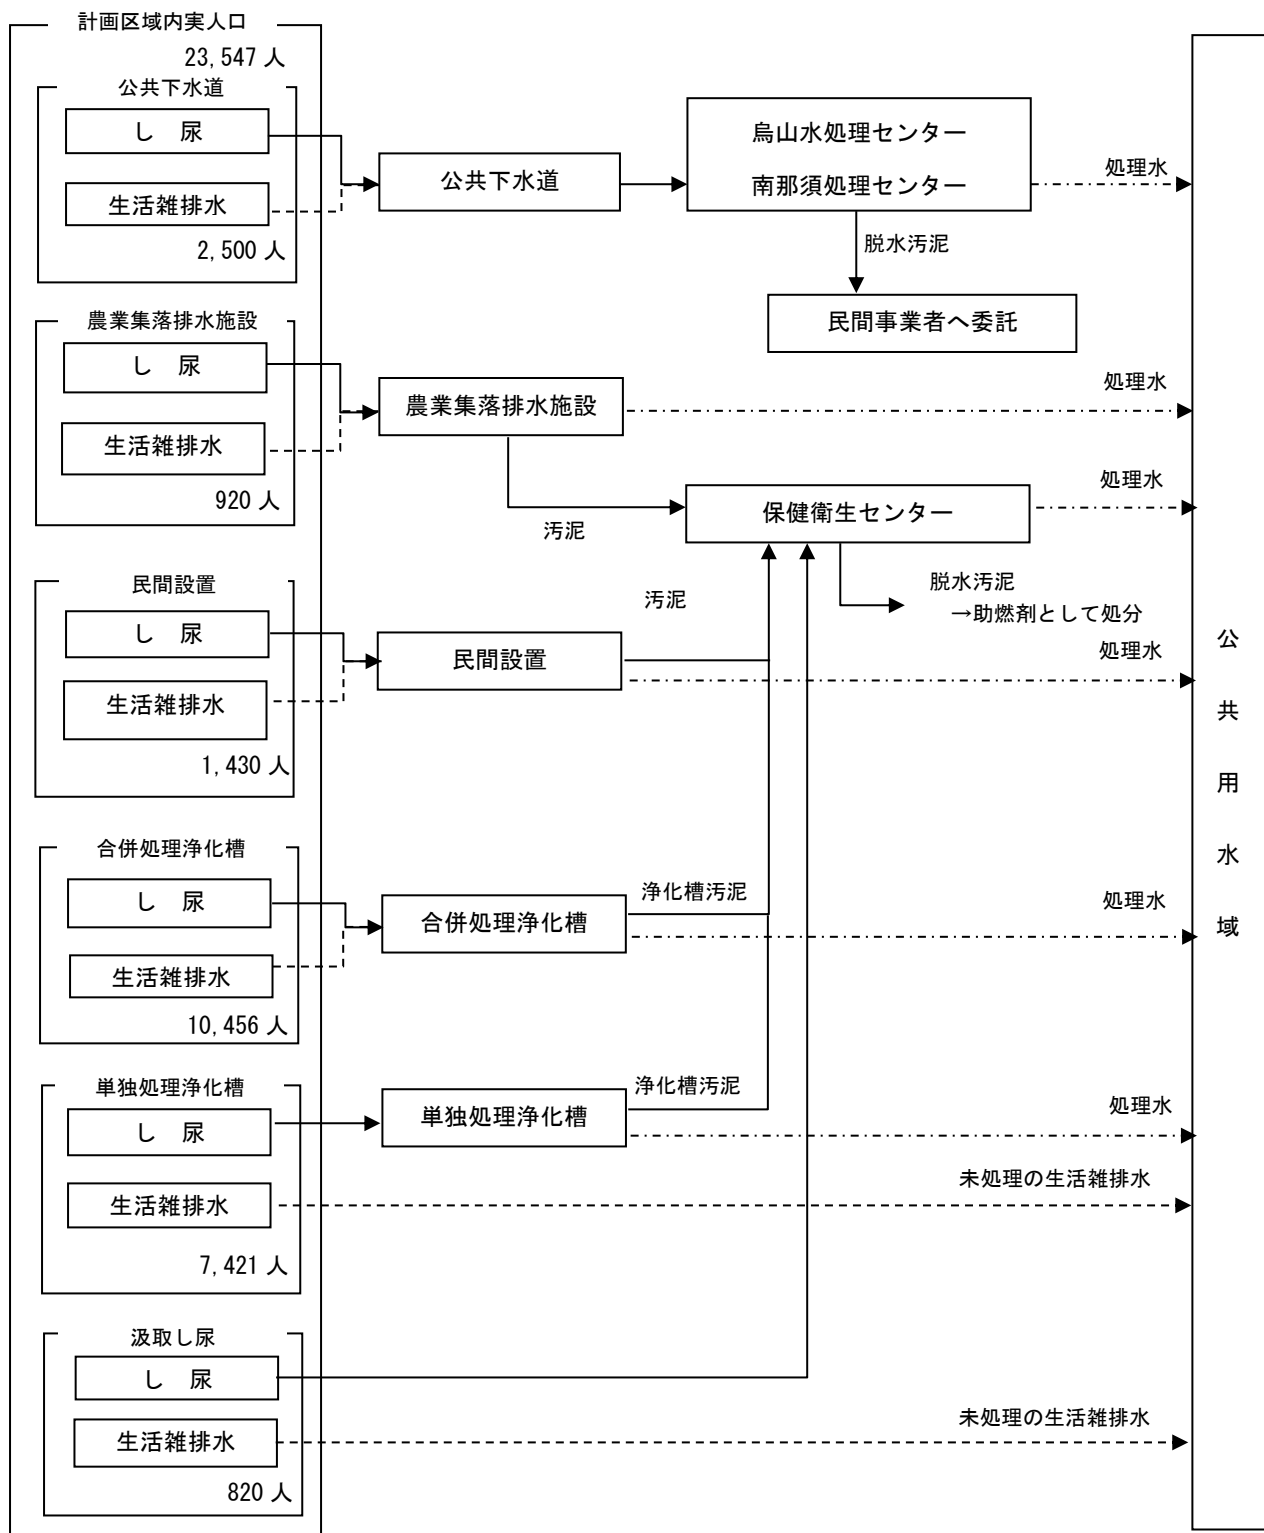 計画区域内実人口
23,547 人
公共下水道
し 尿
生活雑排水
2,500 人
公共下水道
烏山水処理センター
南那須処理センター
処理水
脱水汚泥
民間事業者へ委託
農業集落排水施設
し 尿
生活雑排水
920 人
農業集落排水施設
処理水
汚泥
保健衛生センター
処理水
脱水汚泥
→助燃剤として処分
民間設置
し 尿
生活雑排水
1,430 人
民間設置
汚泥
処理水
合併処理浄化槽
し 尿
生活雑排水
10,456 人
合併処理浄化槽
浄化槽汚泥
処理水
単独処理浄化槽
し 尿
生活雑排水
7,421 人
単独処理浄化槽
浄化槽汚泥
処理水
未処理の生活雑排水
汲取し尿
し 尿
生活雑排水
820 人
未処理の生活雑排水
公
共
用
水
域